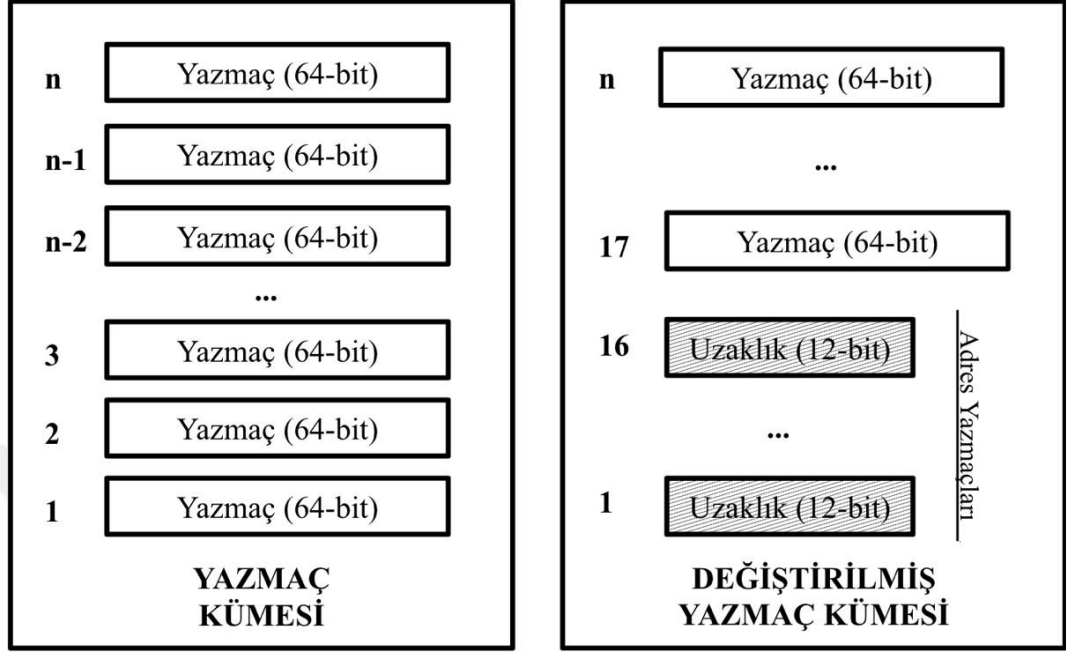 n Yazmaç (64-bit)
n-1 Yazmaç (64-bit)
n-2 Yazmaç (64-bit)
...
3 Yazmaç (64-bit)
2 Yazmaç (64-bit)
1 Yazmaç (64-bit)
YAZMAÇ
KÜMESİ
n Yazmaç (64-bit)
...
17 Yazmaç (64-bit)
16 Uzaklık (12-bit)
...
1 Uzaklık (12-bit)
Adres Yazmaçları
DEĞİŞTİRİLMİŞ
YAZMAÇ KÜMESİ